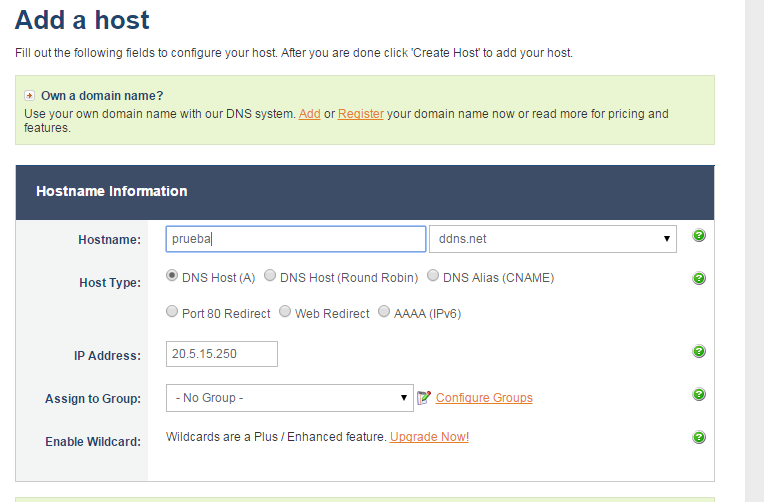 Add a host
Fill out the following fields to configure your host. After you are done click 'Create Host' to add your host.
Own a domain name?
Use your own domain name with our DNS system. Add or Register your domain name now or read more for pricing and
features.
Hostname Information
Hostname: prueba ddns.net
Host Type: DNS Host (A) DNS Host (Round Robin) DNS Alias (CNAME)
Port 80 Redirect Web Redirect AAAA (IPv6)
IP Address: 20.5.15.250
Assign to Group: - No Group - Configure Groups
Enable Wildcard: Wildcards are a Plus / Enhanced feature. Upgrade Now!